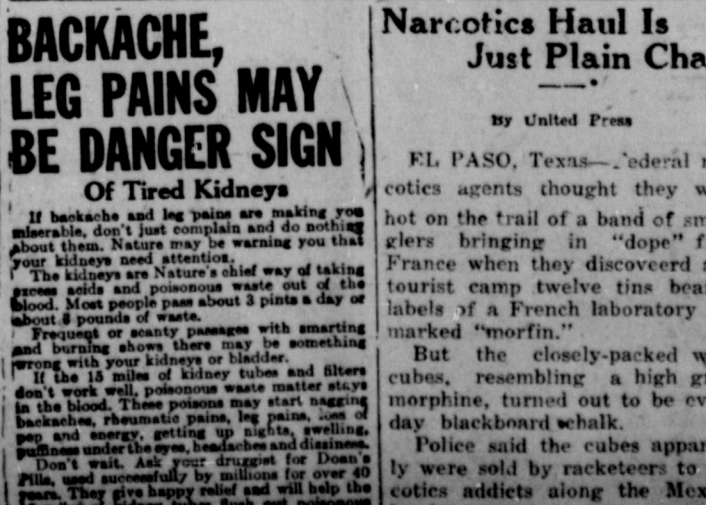 BACKACHE,
LEG PAINS MAY
BE DANGER SIGN
Of Tired Kidneys
If backache and leg pains are making you
miserable, don't just complain and do nothing
about them. Nature may be warning you that
your kidneys need attention.
The kidneys are Nature's chief way of taking
excess acids and poisonous waste out of the
blood. Most people pass about 3 pints a day or
about 3 pounds of waste.
Frequent or scanty passages with smarting
and burning shows there may be something
wrong with your kidneys or bladder.
If the 15 miles of kidney tubes and filters
don't work well, poisonous waste matter stays
in the blood. These poisons may start nagging
backaches, rheumatic pains, leg pains, loss of
pep and energy, getting up nights, swelling,
puffiness under the eyes, headaches and dizziness.
Don't wait. Ask your druggist for Doan's
Pills, used successfully by millions for over 40
years. They give happy relief and will help the
Narcotics Haul Is
Just Plain Cha
By United Press
EL PASO, Texas—Federal n
cotics agents thought they w
hot on the trail of a band of sm
glers bringing in "dope" f
France when they discoveerd a
tourist camp twelve tins bea
labels of a French laboratory
marked "morfin."
But the closely-packed w
cubes, resembling a high g
morphine, turned out to be ev
day blackboard chalk.
Police said the cubes appar
ly were sold by racketeers to
cotics addicts along the Mex